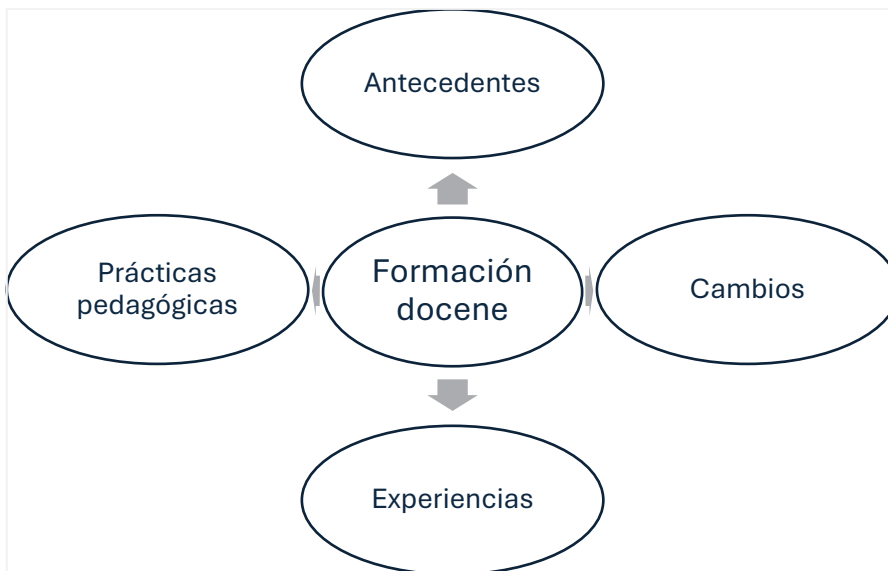 Antecedentes
Prácticas
pedagógicas
Formación
docene
Cambios
Experiencias